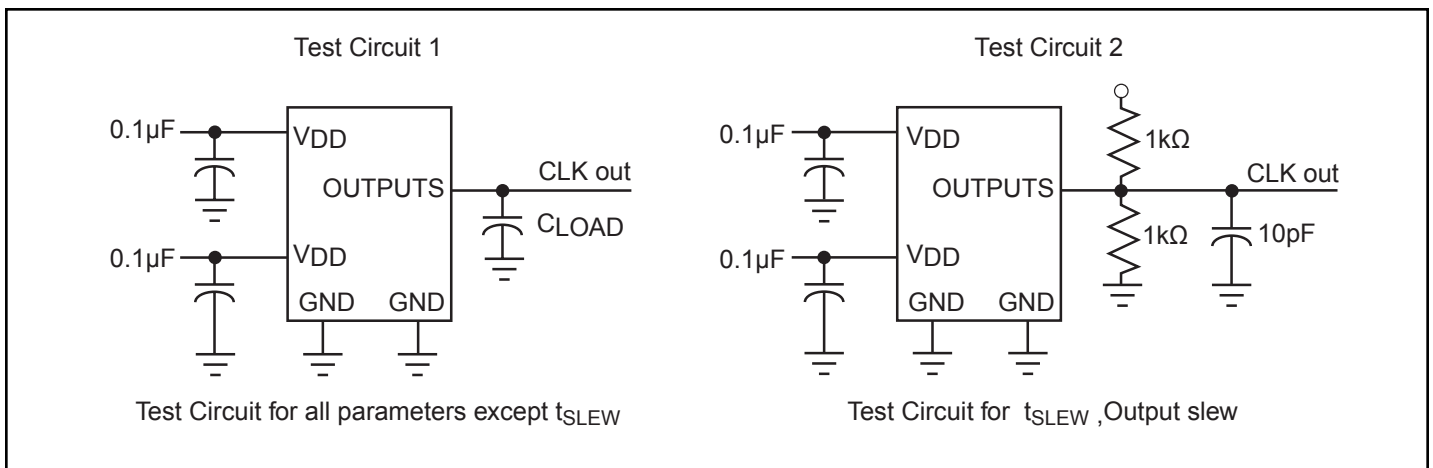 Test Circuit 1
0.1µF
VDD
OUTPUTS
CLK out
CLOAD
0.1µF
VDD
GND GND
Test Circuit for all parameters except tSLEW
Test Circuit 2
0.1µF
VDD
1kΩ
OUTPUTS
CLK out
1kΩ
10pF
0.1µF
VDD
GND GND
Test Circuit for tSLEW ,Output slew